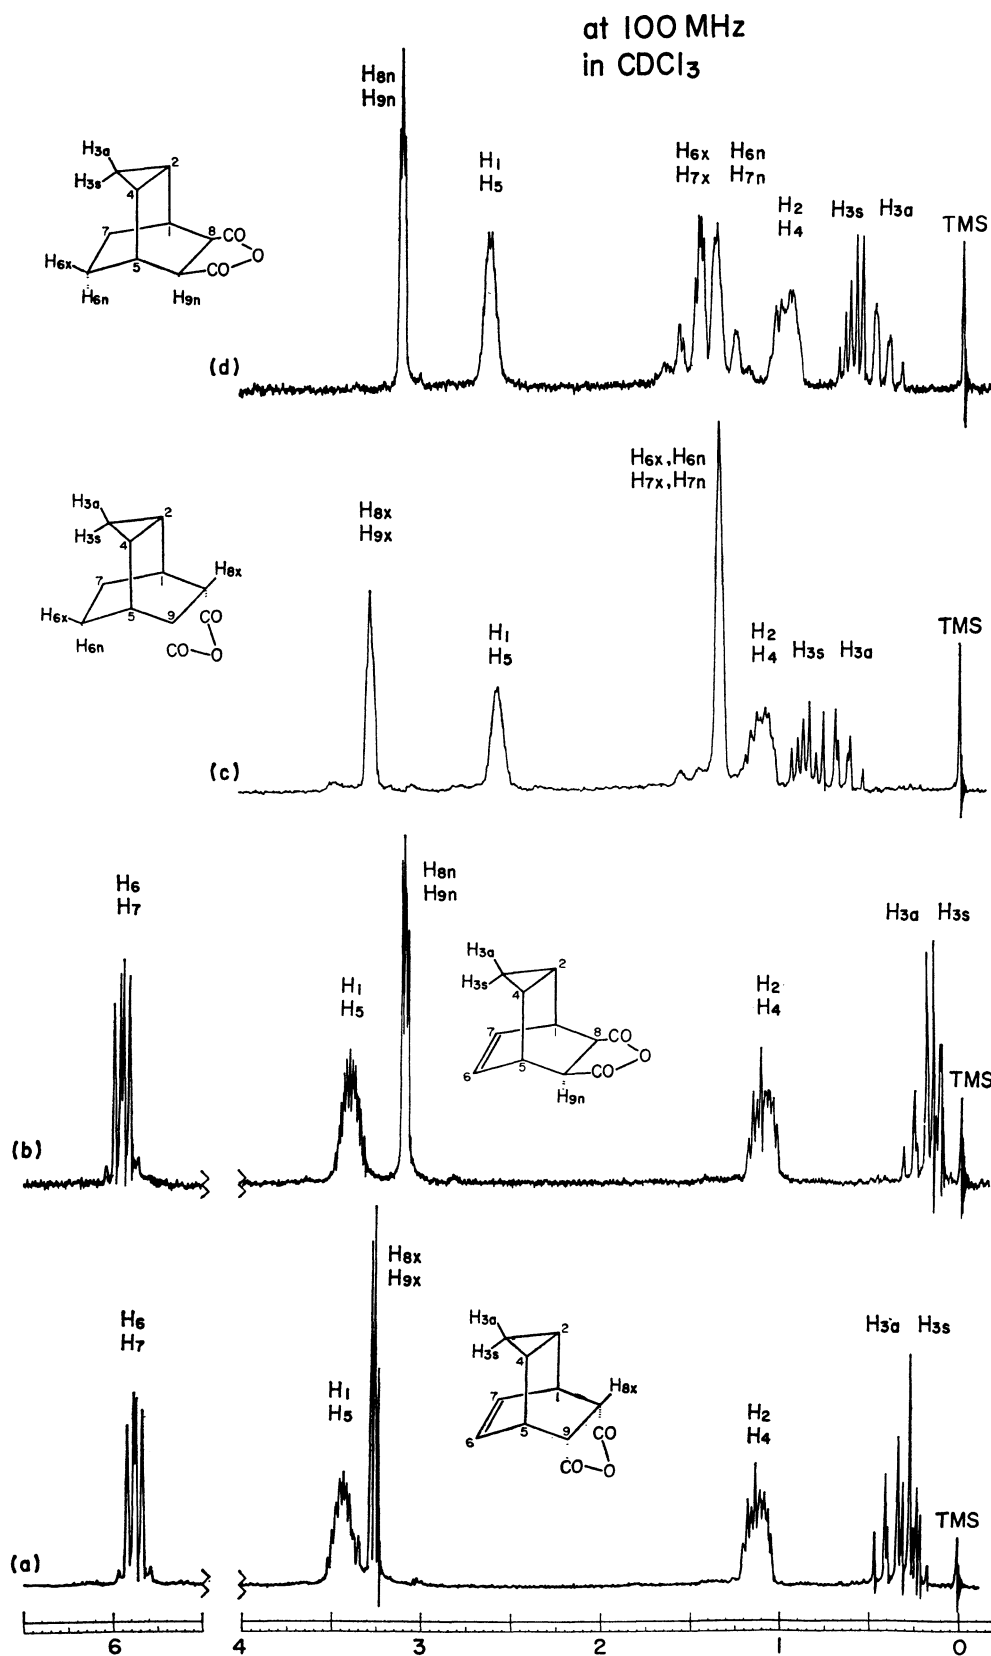 at 100 MHz
in CDCl3
H8n
H9n
H1
H5
H6x H6n
H7x H7n
H2
H4
H3s H3a
TMS
H3a
H3s
2
4
7
1
8
CO
O
H6x
5
CO
H6n
H9n
(d)
H6x,H6n
H7x,H7n
H8x
H9x
H1
H5
H2
H4
H3s H3a
TMS
H3a
H3s
2
4
7
1
H8x
H6x
5
9
CO
H6n
CO
O
(c)
H6
H7
H8n
H9n
H1
H5
H2
H4
H3a H3s
TMS
H3a
H3s
2
4
7
1
8
CO
O
6
5
CO
H9n
(b)
H6
H7
H8x
H9x
H1
H5
H2
H4
H3a H3s
TMS
H3a
H3s
2
4
7
1
H8x
6
5
9
CO
CO
O
(a)
6 4 3 2 1 0